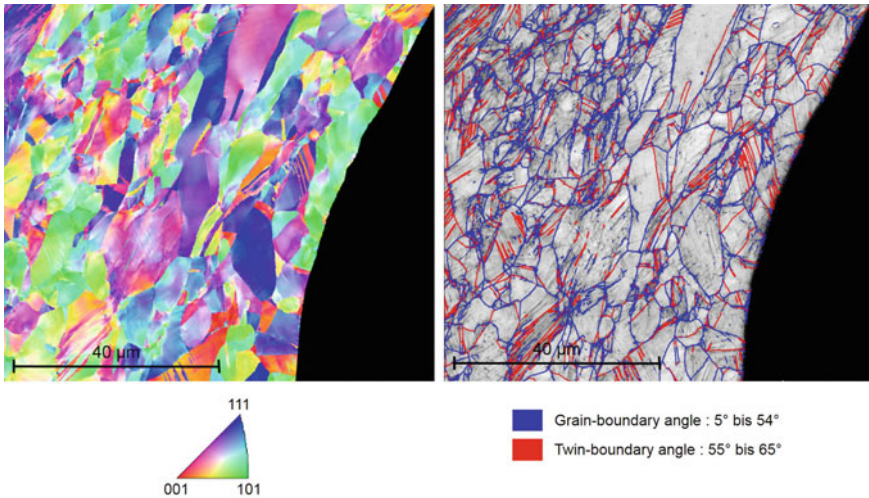 40 µm
40 µm
111
001 101
Grain-boundary angle : 5° bis 54°
Twin-boundary angle : 55° bis 65°